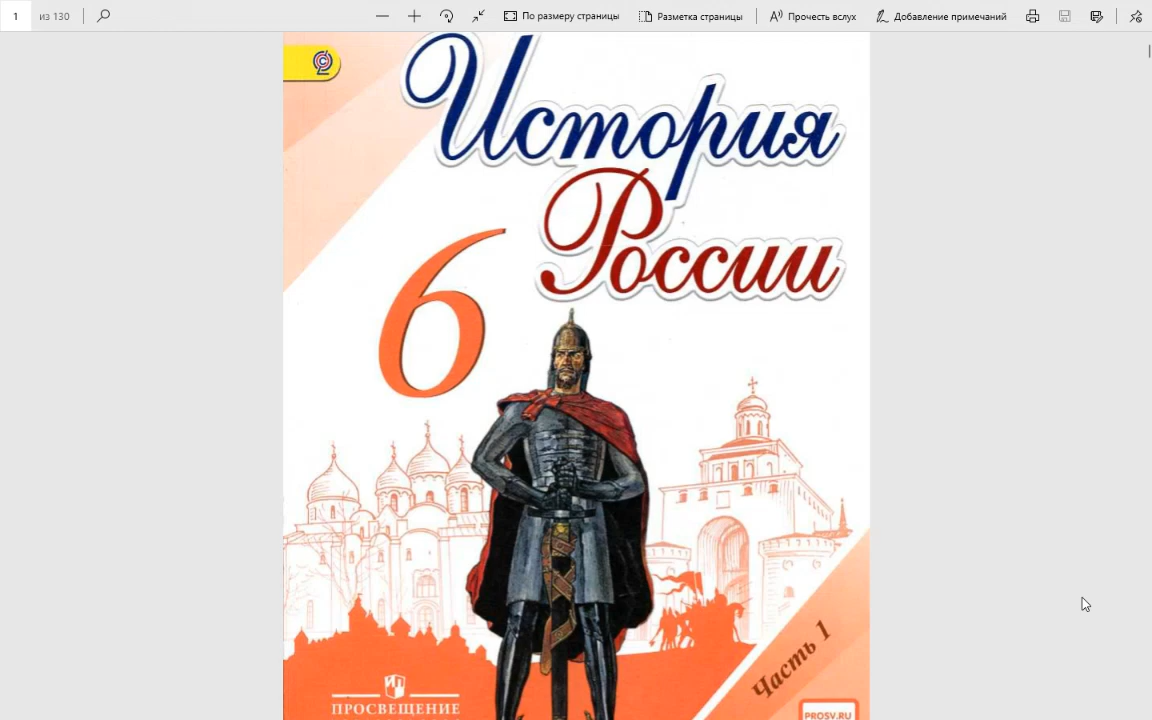 1 из 130 По размеру страницы Разметка страницы Прочесть вслух Добавление примечаний
История
России
6
Часть 1
ПРОСВЕЩЕНИЕ
PROSV.RU